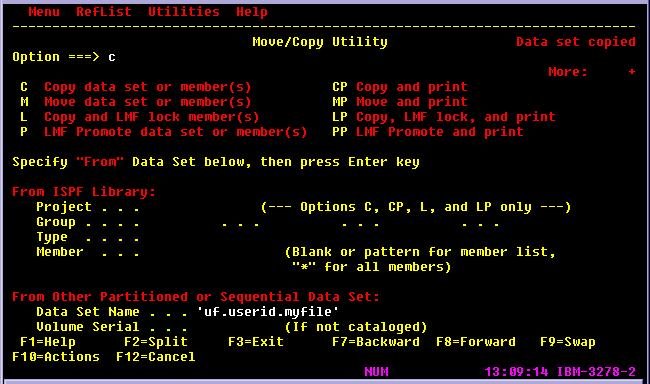 Menu  RefList  Utilities  Help
------------------------------------------------------------------------------
Move/Copy Utility                Data set copied
Option ===> c
More:     +
C  Copy data set or member(s)          CP Copy and print
M  Move data set or member(s)          MP Move and print
L  Copy and LMF lock member(s)         LP Copy, LMF lock, and print
P  LMF Promote data set or member(s)   PP LMF Promote and print
Specify "From" Data Set below, then press Enter key
From ISPF Library:
Project . . .               (--- Options C, CP, L, and LP only ---)
Group . . . .          . . .          . . .          . . .
Type  . . . .
Member  . . .                  (Blank or pattern for member list,
"*" for all members)
From Other Partitioned or Sequential Data Set:
Data Set Name . . . 'uf.userid.myfile'
Volume Serial . . .            (If not cataloged)
F1=Help      F2=Split     F3=Exit      F7=Backward  F8=Forward   F9=Swap
F10=Actions  F12=Cancel
NUM            13:09:14 IBM-3278-2